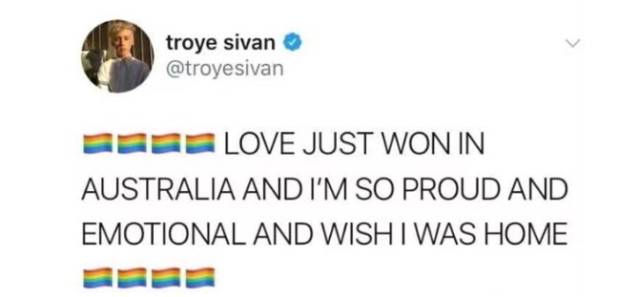 troye sivan
@troyesivan
🏳️‍🌈🏳️‍🌈🏳️‍🌈🏳️‍🌈 LOVE JUST WON IN
AUSTRALIA AND I'M SO PROUD AND
EMOTIONAL AND WISH I WAS HOME
🏳️‍🌈🏳️‍🌈🏳️‍🌈🏳️‍🌈